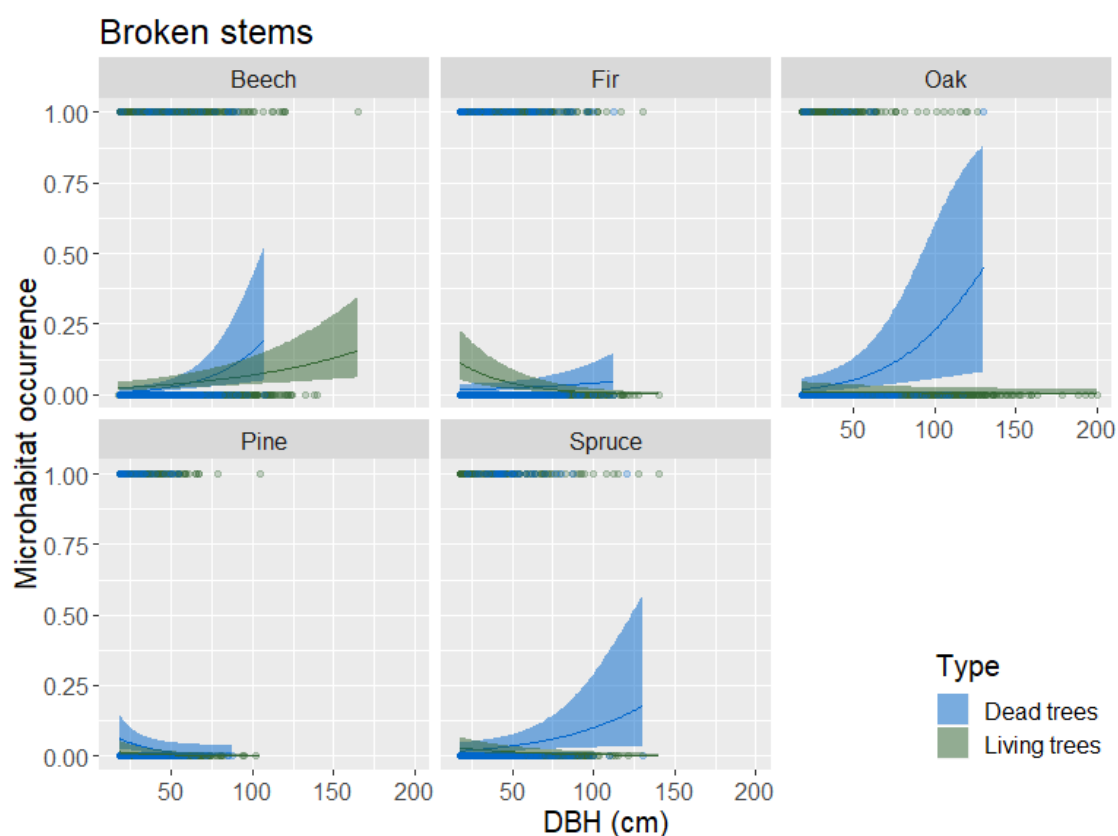 Broken stems
Beech
Fir
Oak
1.00
0.75
0.50
0.25
0.00
50 100 150 200
Pine
Spruce
1.00
0.75
0.50
0.25
0.00
50 100 150 200
50 100 150 200
Microhabitat occurrence
DBH (cm)
Type
Dead trees
Living trees